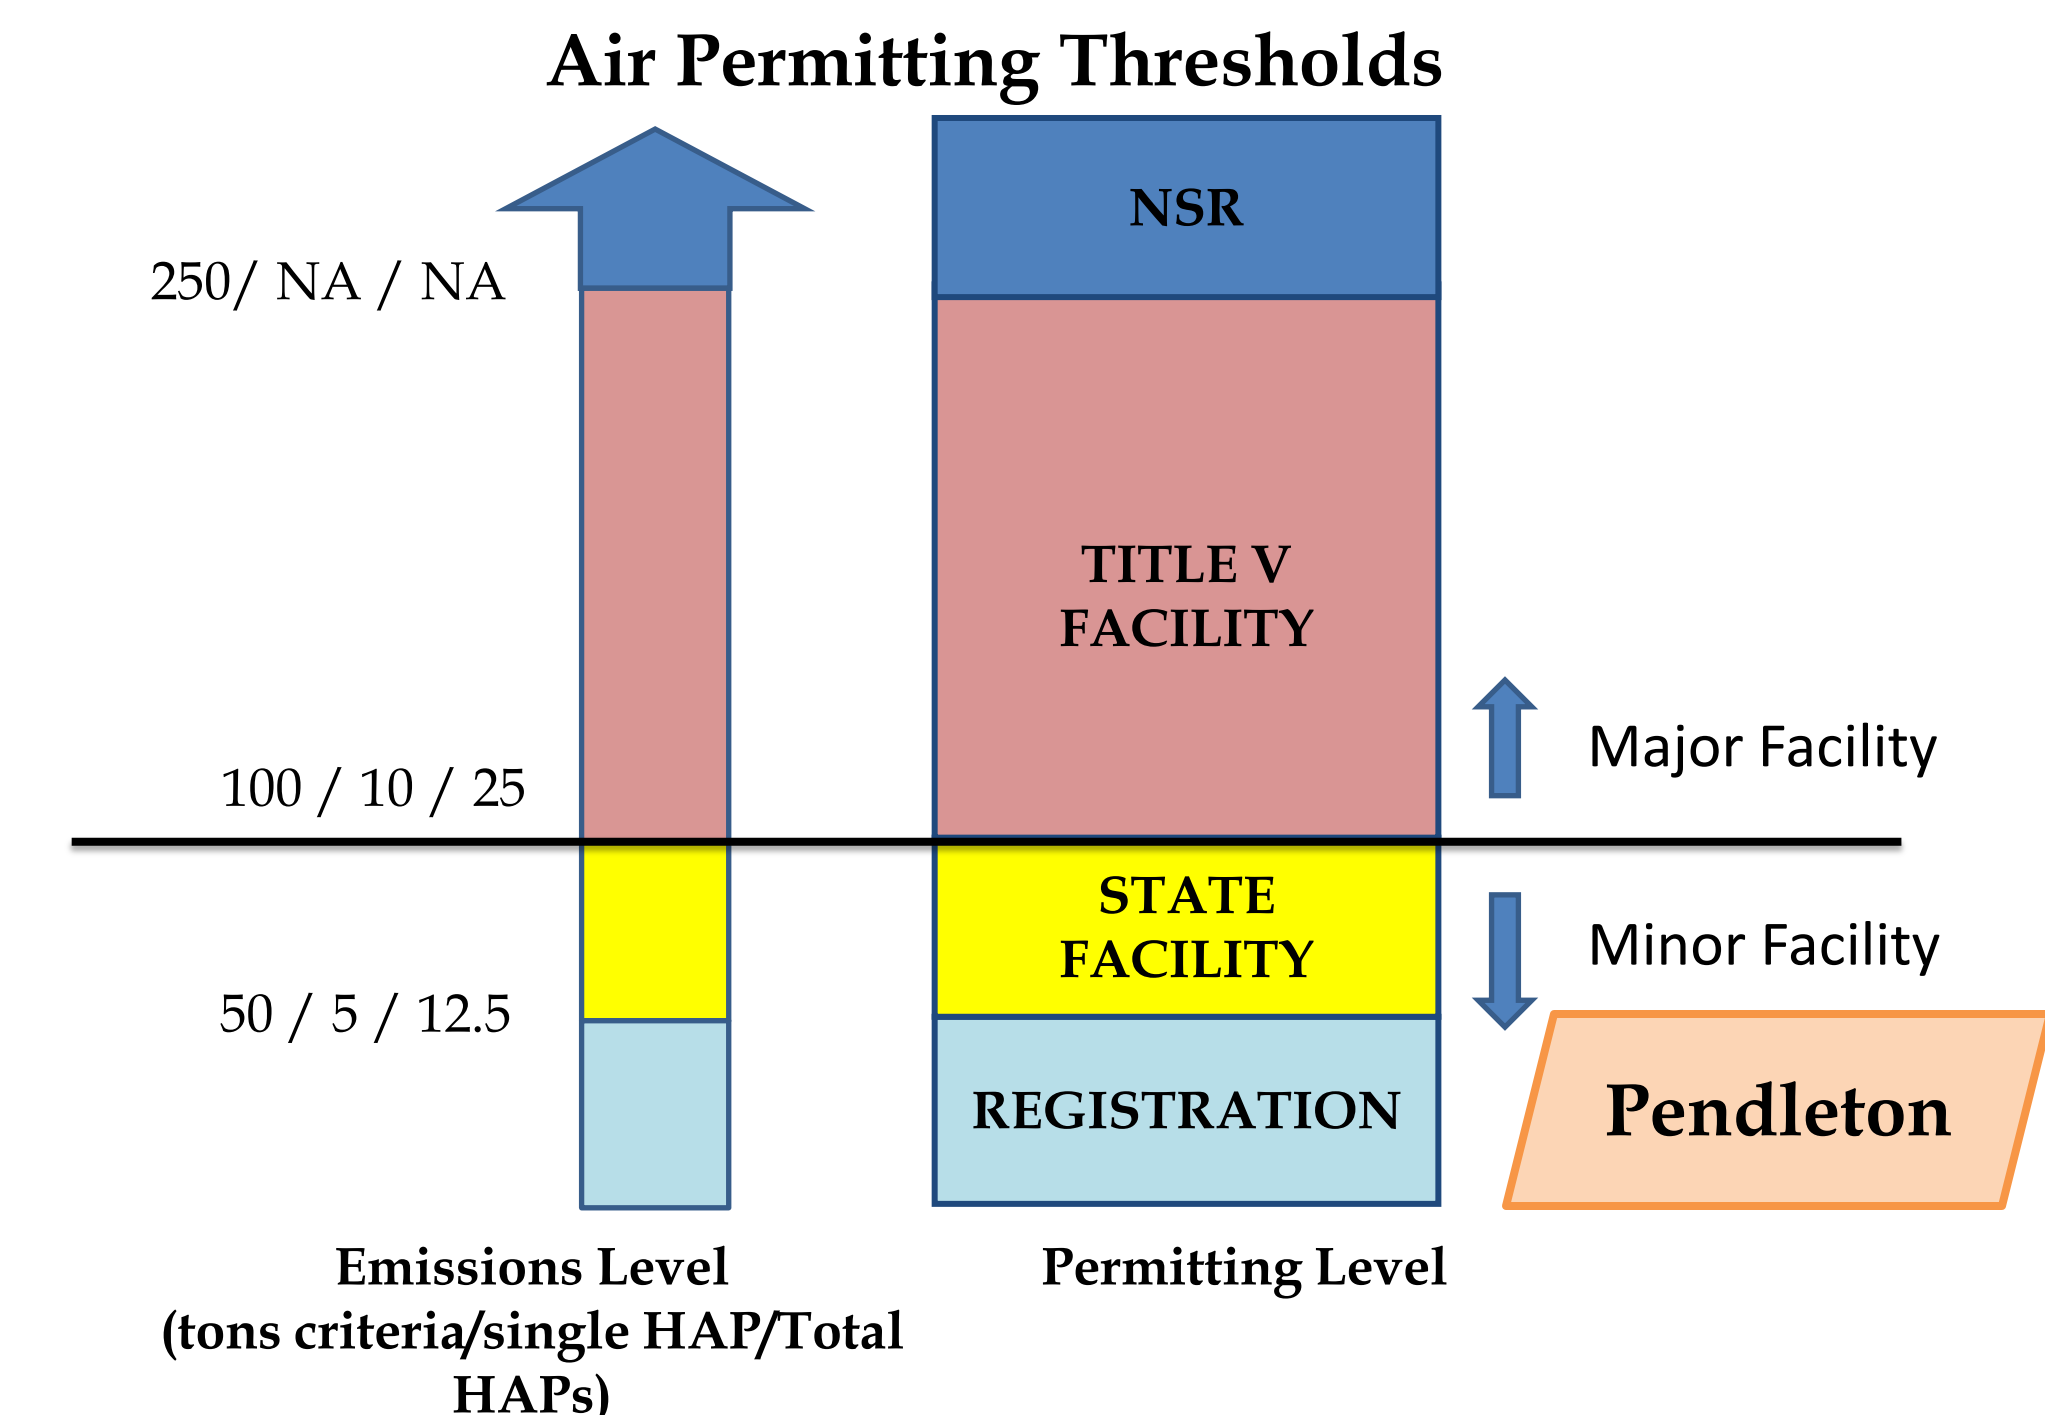 Air Permitting Thresholds
NSR
250/ NA / NA
TITLE V
FACILITY
Major Facility
100 / 10 / 25
STATE
FACILITY
Minor Facility
50 / 5 / 12.5
REGISTRATION
Pendleton
Emissions Level
(tons criteria/single HAP/Total
HAPs)
Permitting Level